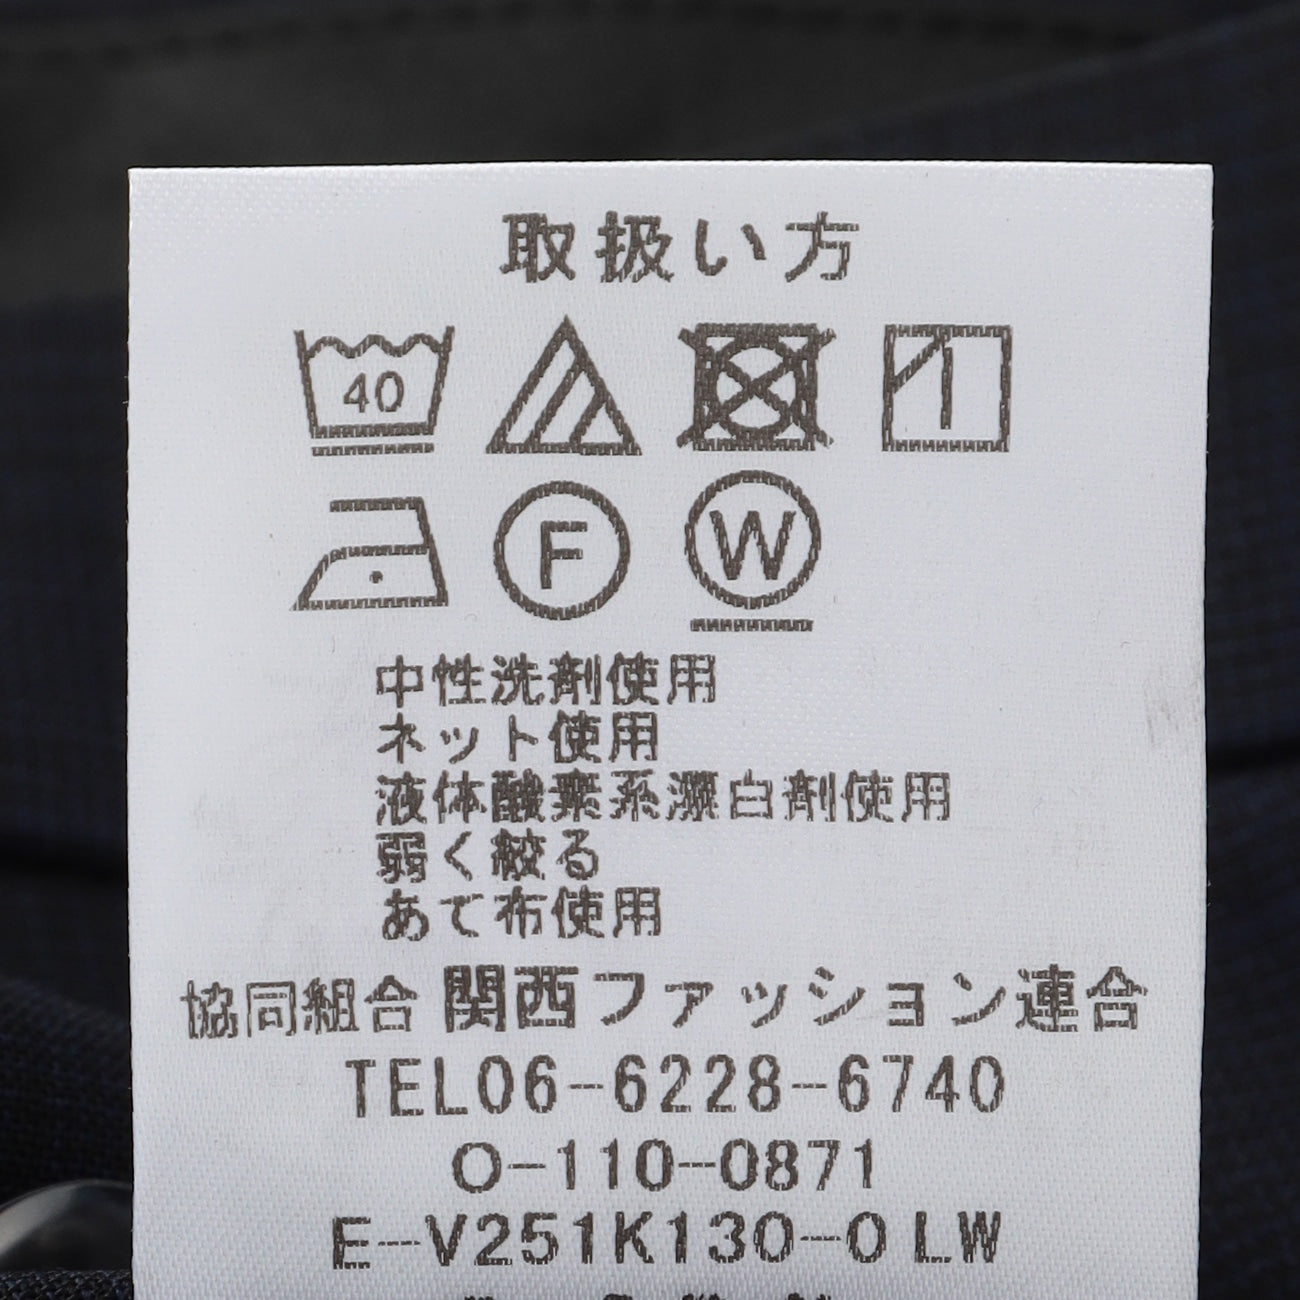 取扱い方
40
F W
中性洗剤使用
ネット使用
液体酸素系漂白剤使用
弱く絞る
あて布使用
協同組合 関西ファッション連合
TEL06-6228-6740
O-110-0871
E-V251K130-0 LW